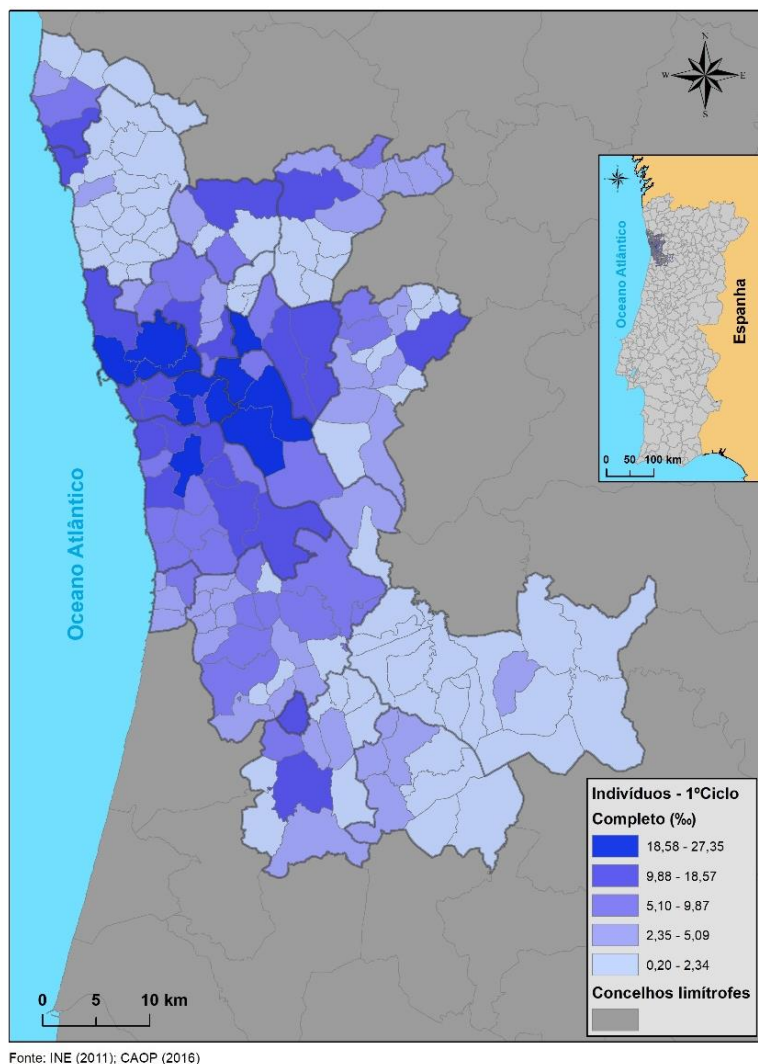 N
W
E
S
Oceano Atlântico
Espanha
0
50
100 km
Oceano Atlântico
Indivíduos - 1ºCiclo
Completo (‰)
18,58 - 27,35
9,88 - 18,57
5,10 - 9,87
2,35 - 5,09
0,20 - 2,34
Concelhos limítrofes
0
5
10 km
Fonte: INE (2011); CAOP (2016)